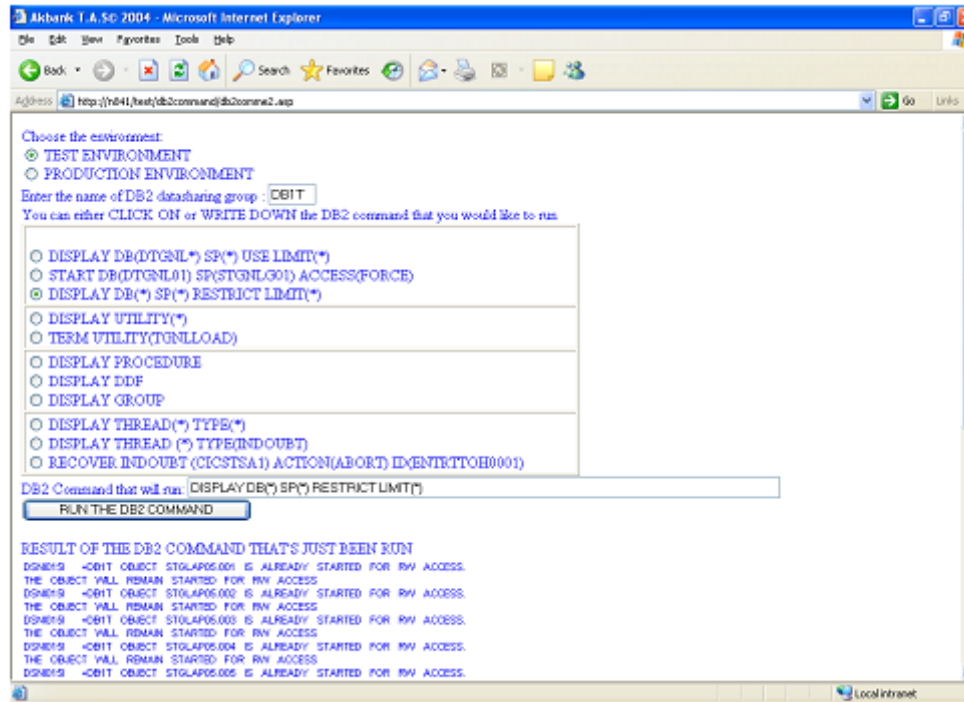 Akbank T.A.S© 2004 - Microsoft Internet Explorer
File Edit View Favorites Tools Help
Back Search Favorites
Address http://n841/test/db2command/db2comme2.asp Go Links
Choose the environment:
TEST ENVIRONMENT
PRODUCTION ENVIRONMENT
Enter the name of DB2 datasharing group : DB1T
You can either CLICK ON or WRITE DOWN the DB2 command that you would like to run
DISPLAY DB(DTGNL*) SP(*) USE LIMIT(*)
START DB(DTGNL01) SP(STGNLG01) ACCESS(FORCE)
DISPLAY DB(*) SP(*) RESTRICT LIMIT(*)
DISPLAY UTILITY(*)
TERM UTILITY(TGNLLOAD)
DISPLAY PROCEDURE
DISPLAY DDF
DISPLAY GROUP
DISPLAY THREAD(*) TYPE(*)
DISPLAY THREAD (*) TYPE(INDOUBT)
RECOVER INDOUBT (CICSTSA1) ACTION(ABORT) ID(ENTRTTOH0001)
DB2 Command that will run: DISPLAY DB(*) SP(*) RESTRICT LIMIT(*)
RUN THE DB2 COMMAND
RESULT OF THE DB2 COMMAND THAT'S JUST BEEN RUN
OBJECT STGLAP05.001 IS ALREADY STARTED FOR RW ACCESS.
THE OBJECT WILL REMAIN STARTED FOR RW ACCESS
OBJECT STGLAP05.002 IS ALREADY STARTED FOR RW ACCESS.
THE OBJECT WILL REMAIN STARTED FOR RW ACCESS
OBJECT STGLAP05.003 IS ALREADY STARTED FOR RW ACCESS.
THE OBJECT WILL REMAIN STARTED FOR RW ACCESS
OBJECT STGLAP05.004 IS ALREADY STARTED FOR RW ACCESS.
THE OBJECT WILL REMAIN STARTED FOR RW ACCESS
OBJECT STGLAP05.005 IS ALREADY STARTED FOR RW ACCESS.
Local intranet